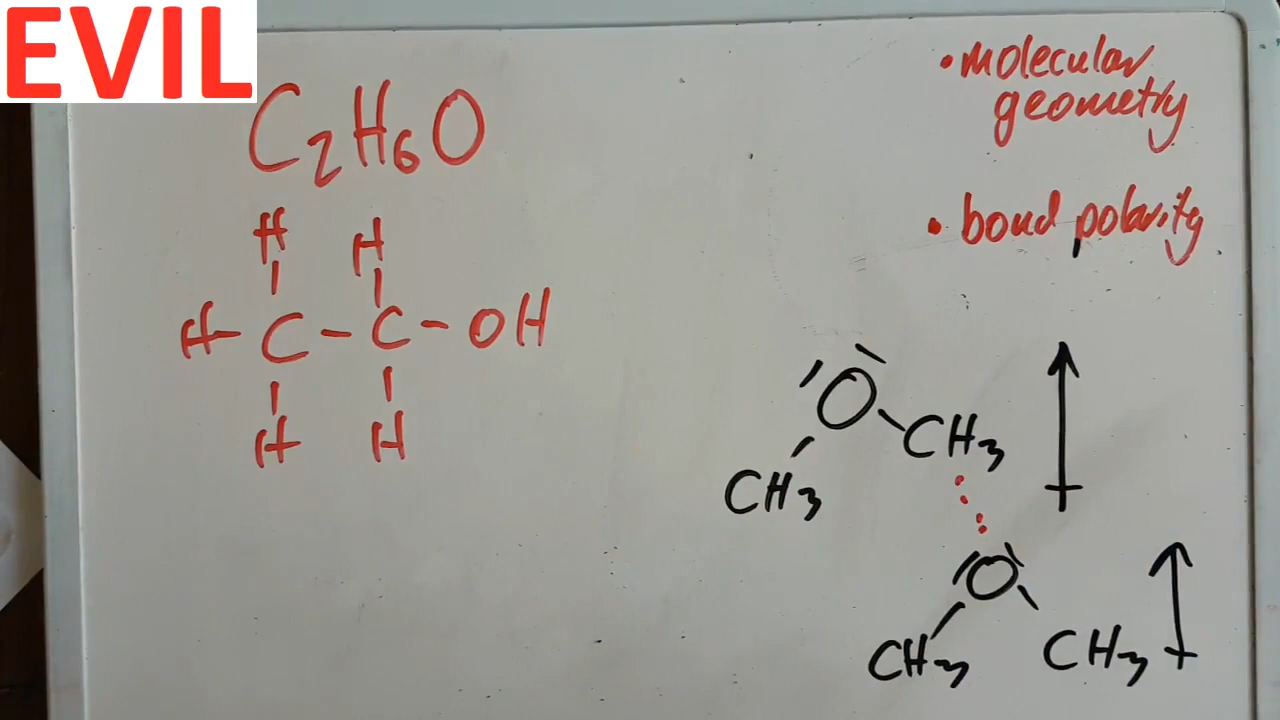 EVIL
C₂H₆O
H H
H-C-C-OH
H H
• molecular
geometry
• bond polarity
O
CH₃
CH₃
O
CH₃ CH₃